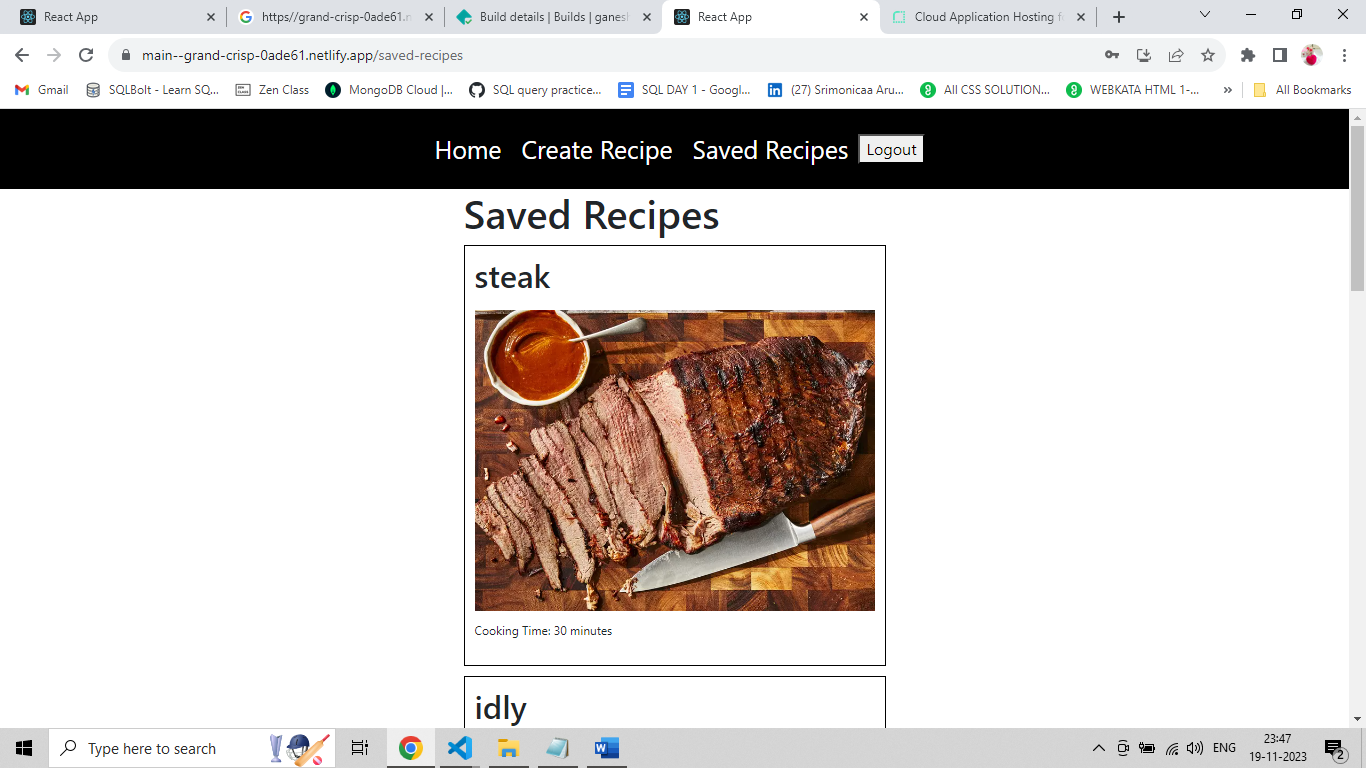 React App
https//grand-crisp-0ade61.n
Build details | Builds | ganesh
React App
Cloud Application Hosting f
main--grand-crisp-0ade61.netlify.app/saved-recipes
Gmail
SQLBolt - Learn SQ...
Zen Class
MongoDB Cloud |...
SQL query practice...
SQL DAY 1 - Googl...
(27) Srimonicaa Aru...
All CSS SOLUTION...
WEBKATA HTML 1-...
»
All Bookmarks
Home
Create Recipe
Saved Recipes
Logout
Saved Recipes
steak
Cooking Time: 30 minutes
idly
Type here to search
ENG
23:47
19-11-2023
2